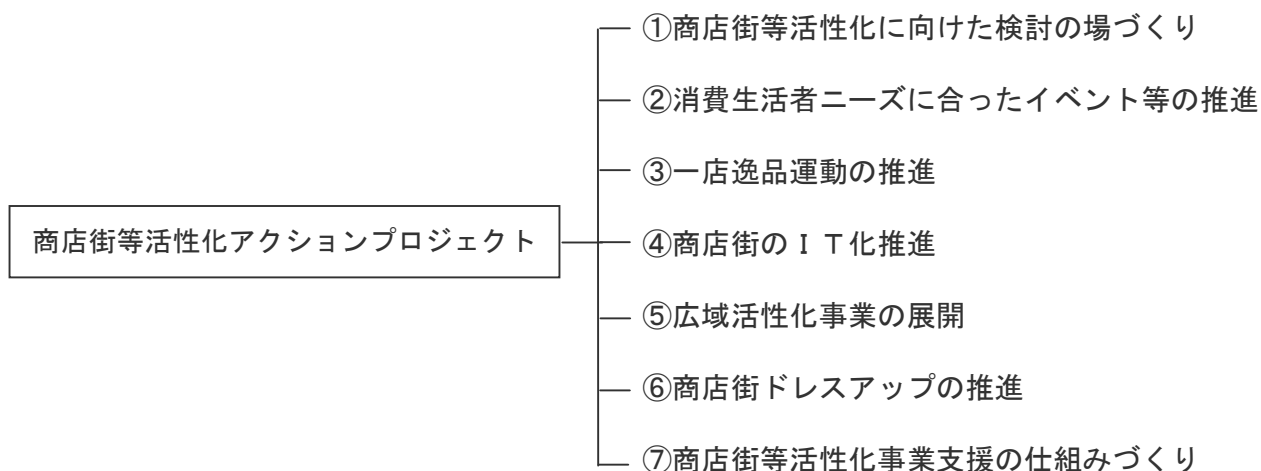 商店街等活性化アクションプロジェクト
①商店街等活性化に向けた検討の場づくり
②消費生活者ニーズに合ったイベント等の推進
③一店逸品運動の推進
④商店街のＩＴ化推進
⑤広域活性化事業の展開
⑥商店街ドレスアップの推進
⑦商店街等活性化事業支援の仕組みづくり